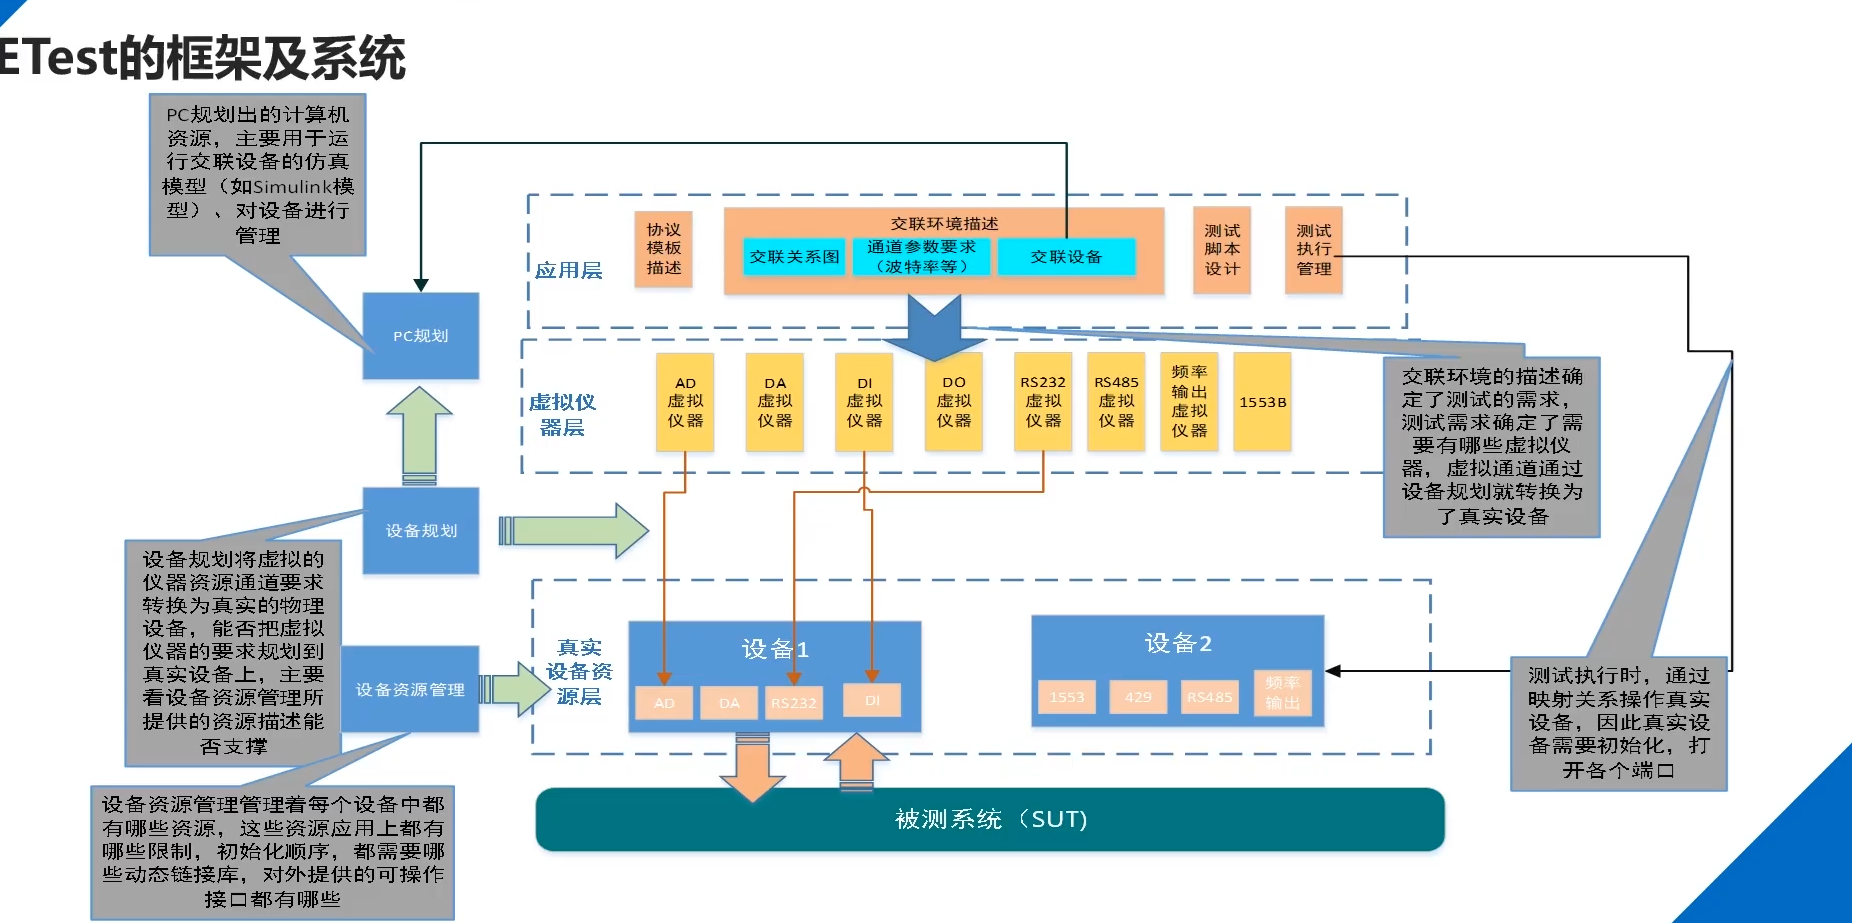 ETest的框架及系统
PC规划出的计算机
资源，主要用于运
行交联设备的仿真
模型（如Simulink模
型）、对设备进行
管理
应用层
协议
模板
描述
交联环境描述
交联关系图
通道参数要求
（波特率等）
交联设备
测试
脚本
设计
测试
执行
管理
PC规划
虚拟仪
器层
AD
虚拟
仪器
DA
虚拟
仪器
DI
虚拟
仪器
DO
虚拟
仪器
RS232
虚拟
仪器
RS485
虚拟
仪器
频率
输出
虚拟
仪器
1553B
交联环境的描述确
定了测试的需求，
测试需求确定了需
要有哪些虚拟仪
器，虚拟通道通过
设备规划就转换为
了真实设备
设备规划
设备规划将虚拟的
仪器资源通道要求
转换为真实的物理
设备，能否把虚拟
仪器的要求规划到
真实设备上，主要
看设备资源管理所
提供的资源描述能
否支撑
设备资源管理
真实
设备资
源层
设备1
AD
DA
RS232
DI
设备2
1553
429
RS485
频率
输出
测试执行时，通过
映射关系操作真实
设备，因此真实设
备需要初始化，打
开各个端口
设备资源管理管理着每个设备中都
有哪些资源，这些资源应用上都有
哪些限制，初始化顺序，都需要哪
些动态链接库，对外提供的可操作
接口都有哪些
被测系统（SUT)